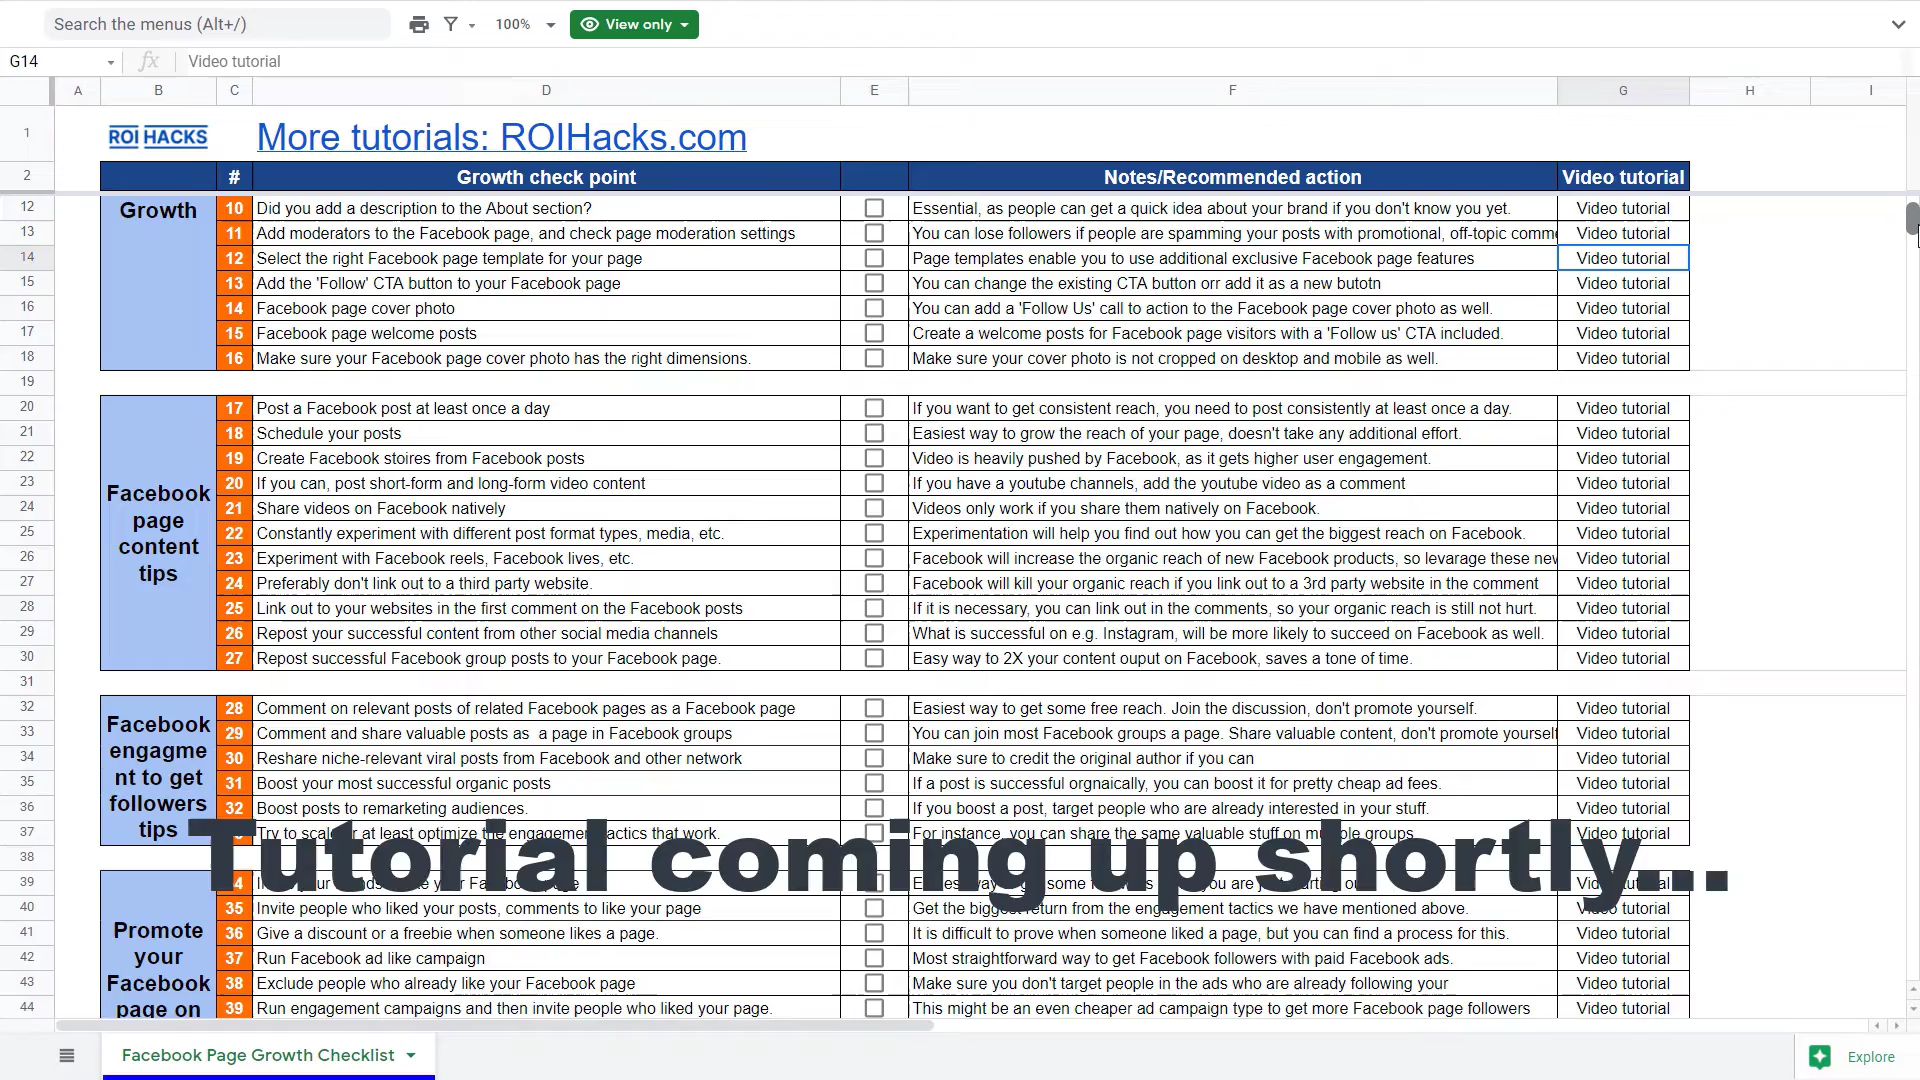 Search the menus (Alt+/)
100%
View only
G14
fx
Video tutorial
A B C D E F G H I
1 ROI HACKS More tutorials: ROIHacks.com
2 # Growth check point Notes/Recommended action Video tutorial
12 Growth 10 Did you add a description to the About section? Essential, as people can get a quick idea about your brand if you don't know you yet. Video tutorial
13 11 Add moderators to the Facebook page, and check page moderation settings You can lose followers if people are spamming your posts with promotional, off-topic comme Video tutorial
14 12 Select the right Facebook page template for your page Page templates enable you to use additional exclusive Facebook page features Video tutorial
15 13 Add the 'Follow' CTA button to your Facebook page You can change the existing CTA button orr add it as a new butotn Video tutorial
16 14 Facebook page cover photo You can add a 'Follow Us' call to action to the Facebook page cover photo as well. Video tutorial
17 15 Facebook page welcome posts Create a welcome posts for Facebook page visitors with a 'Follow us' CTA included. Video tutorial
18 16 Make sure your Facebook page cover photo has the right dimensions. Make sure your cover photo is not cropped on desktop and mobile as well. Video tutorial
19
Facebook
page
content
tips
20 17 Post a Facebook post at least once a day If you want to get consistent reach, you need to post consistently at least once a day. Video tutorial
21 18 Schedule your posts Easiest way to grow the reach of your page, doesn't take any additional effort. Video tutorial
22 19 Create Facebook stoires from Facebook posts Video is heavily pushed by Facebook, as it gets higher user engagement. Video tutorial
23 20 If you can, post short-form and long-form video content If you have a youtube channels, add the youtube video as a comment Video tutorial
24 21 Share videos on Facebook natively Videos only work if you share them natively on Facebook. Video tutorial
25 22 Constantly experiment with different post format types, media, etc. Experimentation will help you find out how you can get the biggest reach on Facebook. Video tutorial
26 23 Experiment with Facebook reels, Facebook lives, etc. Facebook will increase the organic reach of new Facebook products, so levarage these new Video tutorial
27 24 Preferably don't link out to a third party website. Facebook will kill your organic reach if you link out to a 3rd party website in the comment Video tutorial
28 25 Link out to your websites in the first comment on the Facebook posts If it is necessary, you can link out in the comments, so your organic reach is still not hurt. Video tutorial
29 26 Repost your successful content from other social media channels What is successful on e.g. Instagram, will be more likely to succeed on Facebook as well. Video tutorial
30 27 Repost successful Facebook group posts to your Facebook page. Easy way to 2X your content ouput on Facebook, saves a tone of time. Video tutorial
31
Facebook
engagme
nt to get
followers
tips
32 28 Comment on relevant posts of related Facebook pages as a Facebook page Easiest way to get some free reach. Join the discussion, don't promote yourself. Video tutorial
33 29 Comment and share valuable posts as a page in Facebook groups You can join most Facebook groups a page. Share valuable content, don't promote yourself Video tutorial
34 30 Reshare niche-relevant viral posts from Facebook and other network Make sure to credit the original author if you can Video tutorial
35 31 Boost your most successful organic posts If a post is successful orgnaically, you can boost it for pretty cheap ad fees. Video tutorial
36 32 Boost posts to remarketing audiences. If you boost a post, target people who are already interested in your stuff. Video tutorial
37 Try to scale or at least optimize the engagement tactics that work. For instance, you can share the same valuable stuff on multiple groups Video tutorial
38
Tutorial coming up shortly...
39
Promote
your
Facebook
page on
40 35 Invite people who liked your posts, comments to like your page Get the biggest return from the engagement tactics we have mentioned above. Video tutorial
41 36 Give a discount or a freebie when someone likes a page. It is difficult to prove when someone liked a page, but you can find a process for this. Video tutorial
42 37 Run Facebook ad like campaign Most straightforward way to get Facebook followers with paid Facebook ads. Video tutorial
43 38 Exclude people who already like your Facebook page Make sure you don't target people in the ads who are already following your Video tutorial
44 39 Run engagement campaigns and then invite people who liked your page. This might be an even cheaper ad campaign type to get more Facebook page followers Video tutorial
Facebook Page Growth Checklist
Explore